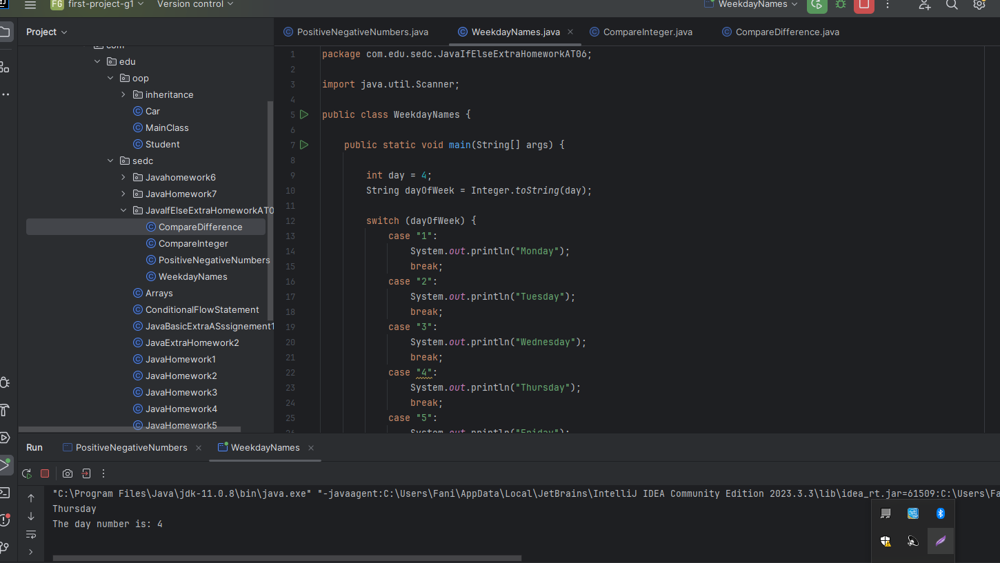 FG first-project-g1 Version control WeekdayNames
Project
PositiveNegativeNumbers.java WeekdayNames.java CompareInteger.java CompareDifference.java
com
edu
oop
inheritance
Car
MainClass
Student
sedc
Javahomework6
JavaHomework7
JavaIfElseExtraHomeworkAT0
CompareDifference
CompareInteger
PositiveNegativeNumbers
WeekdayNames
Arrays
ConditionalFlowStatement
JavaBasicExtraASssignement1
JavaExtraHomework2
JavaHomework1
JavaHomework2
JavaHomework3
JavaHomework4
JavaHomework5
1 package com.edu.sedc.JavaIfElseExtraHomeworkAT06;
2
3 import java.util.Scanner;
4
5 public class WeekdayNames {
6
7 public static void main(String[] args) {
8
9 int day = 4;
10 String dayOfWeek = Integer.toString(day);
11
12 switch (dayOfWeek) {
13 case "1":
14 System.out.println("Monday");
15 break;
16 case "2":
17 System.out.println("Tuesday");
18 break;
19 case "3":
20 System.out.println("Wednesday");
21 break;
22 case "4":
23 System.out.println("Thursday");
24 break;
25 case "5":
26 System.out.println("Friday");
Run PositiveNegativeNumbers WeekdayNames
"C:\Program Files\Java\jdk-11.0.8\bin\java.exe" "-javaagent:C:\Users\Fani\AppData\Local\JetBrains\IntelliJ IDEA Community Edition 2023.3.3\lib\idea_rt.jar=61509:C:\Users\Fa
Thursday
The day number is: 4